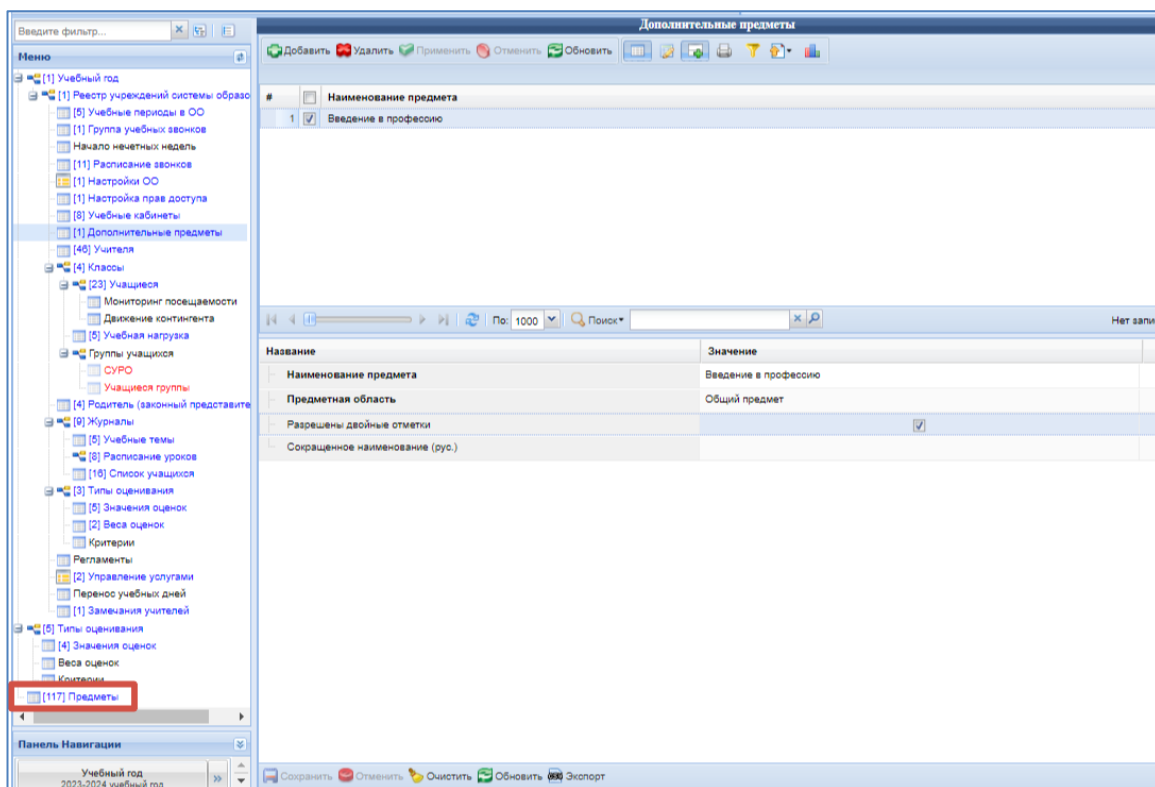 Дополнительные предметы
Введите фильтр...
Меню
[1] Учебный год
[1] Реестр учреждений системы образо
[5] Учебные периоды в ОО
[1] Группа учебных звонков
Начало нечетных недель
[11] Расписание звонков
[1] Настройки ОО
[1] Настройка прав доступа
[8] Учебные кабинеты
[1] Дополнительные предметы
[46] Учителя
[4] Классы
[23] Учащиеся
Мониторинг посещаемости
Движение контингента
[5] Учебная нагрузка
Группы учащихся
СУРО
Учащиеся группы
[4] Родитель (законный представите
[9] Журналы
[5] Учебные темы
[8] Расписание уроков
[16] Список учащихся
[3] Типы оценивания
[5] Значения оценок
[2] Веса оценок
Критерии
Регламенты
[2] Управление услугами
Перенос учебных дней
[1] Замечания учителей
[5] Типы оценивания
[4] Значения оценок
Веса оценок
Критерии
[117] Предметы
Панель Навигации
Учебный год
2023-2024 учебный год
Добавить Удалить Применить Отменить Обновить
# Наименование предмета
1 Введение в профессию
По: 1000 Поиск Нет запи
Название Значение
Наименование предмета Введение в профессию
Предметная область Общий предмет
Разрешены двойные отметки
Сокращенное наименование (рус.)
Сохранить Отменить Очистить Обновить Экспорт